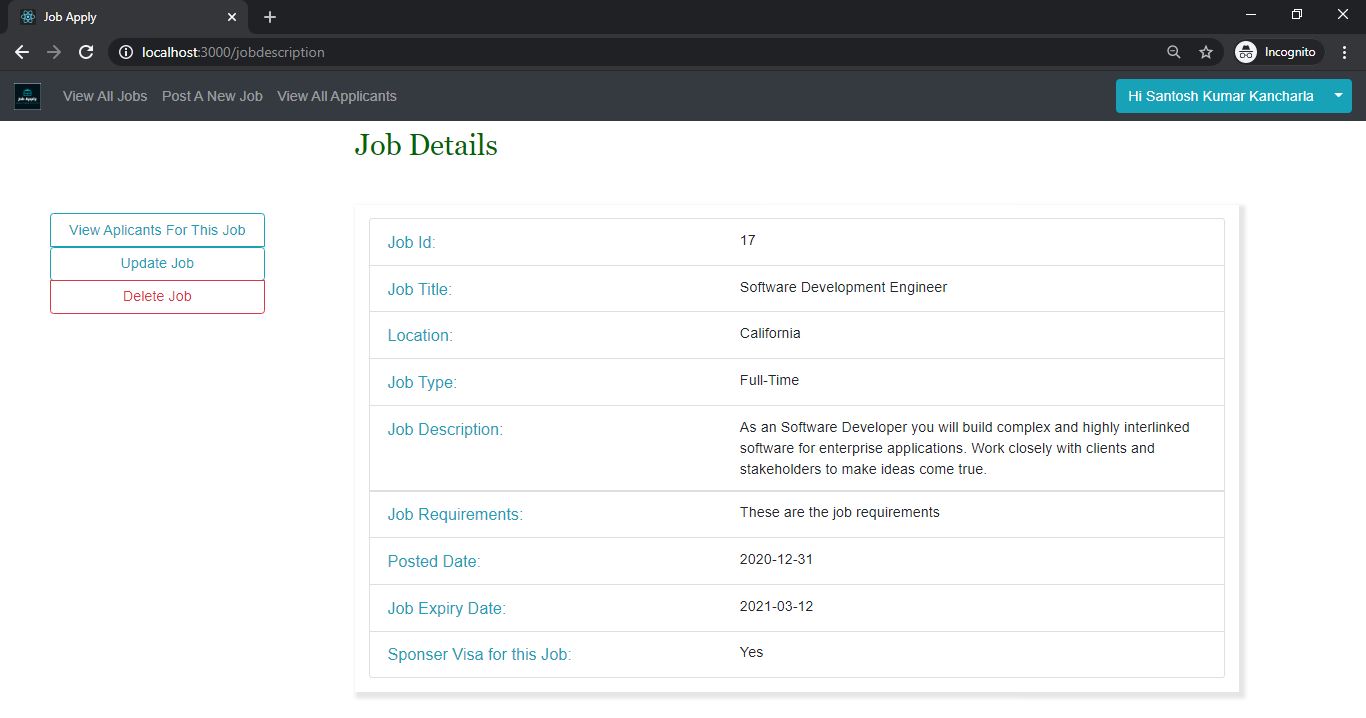 Job Apply
localhost:3000/jobdescription
Incognito
Job Apply
View All Jobs Post A New Job View All Applicants
Hi Santosh Kumar Kancharla
Job Details
View Aplicants For This Job
Update Job
Delete Job
Job Id: 17
Job Title: Software Development Engineer
Location: California
Job Type: Full-Time
Job Description: As an Software Developer you will build complex and highly interlinked
software for enterprise applications. Work closely with clients and
stakeholders to make ideas come true.
Job Requirements: These are the job requirements
Posted Date: 2020-12-31
Job Expiry Date: 2021-03-12
Sponser Visa for this Job: Yes